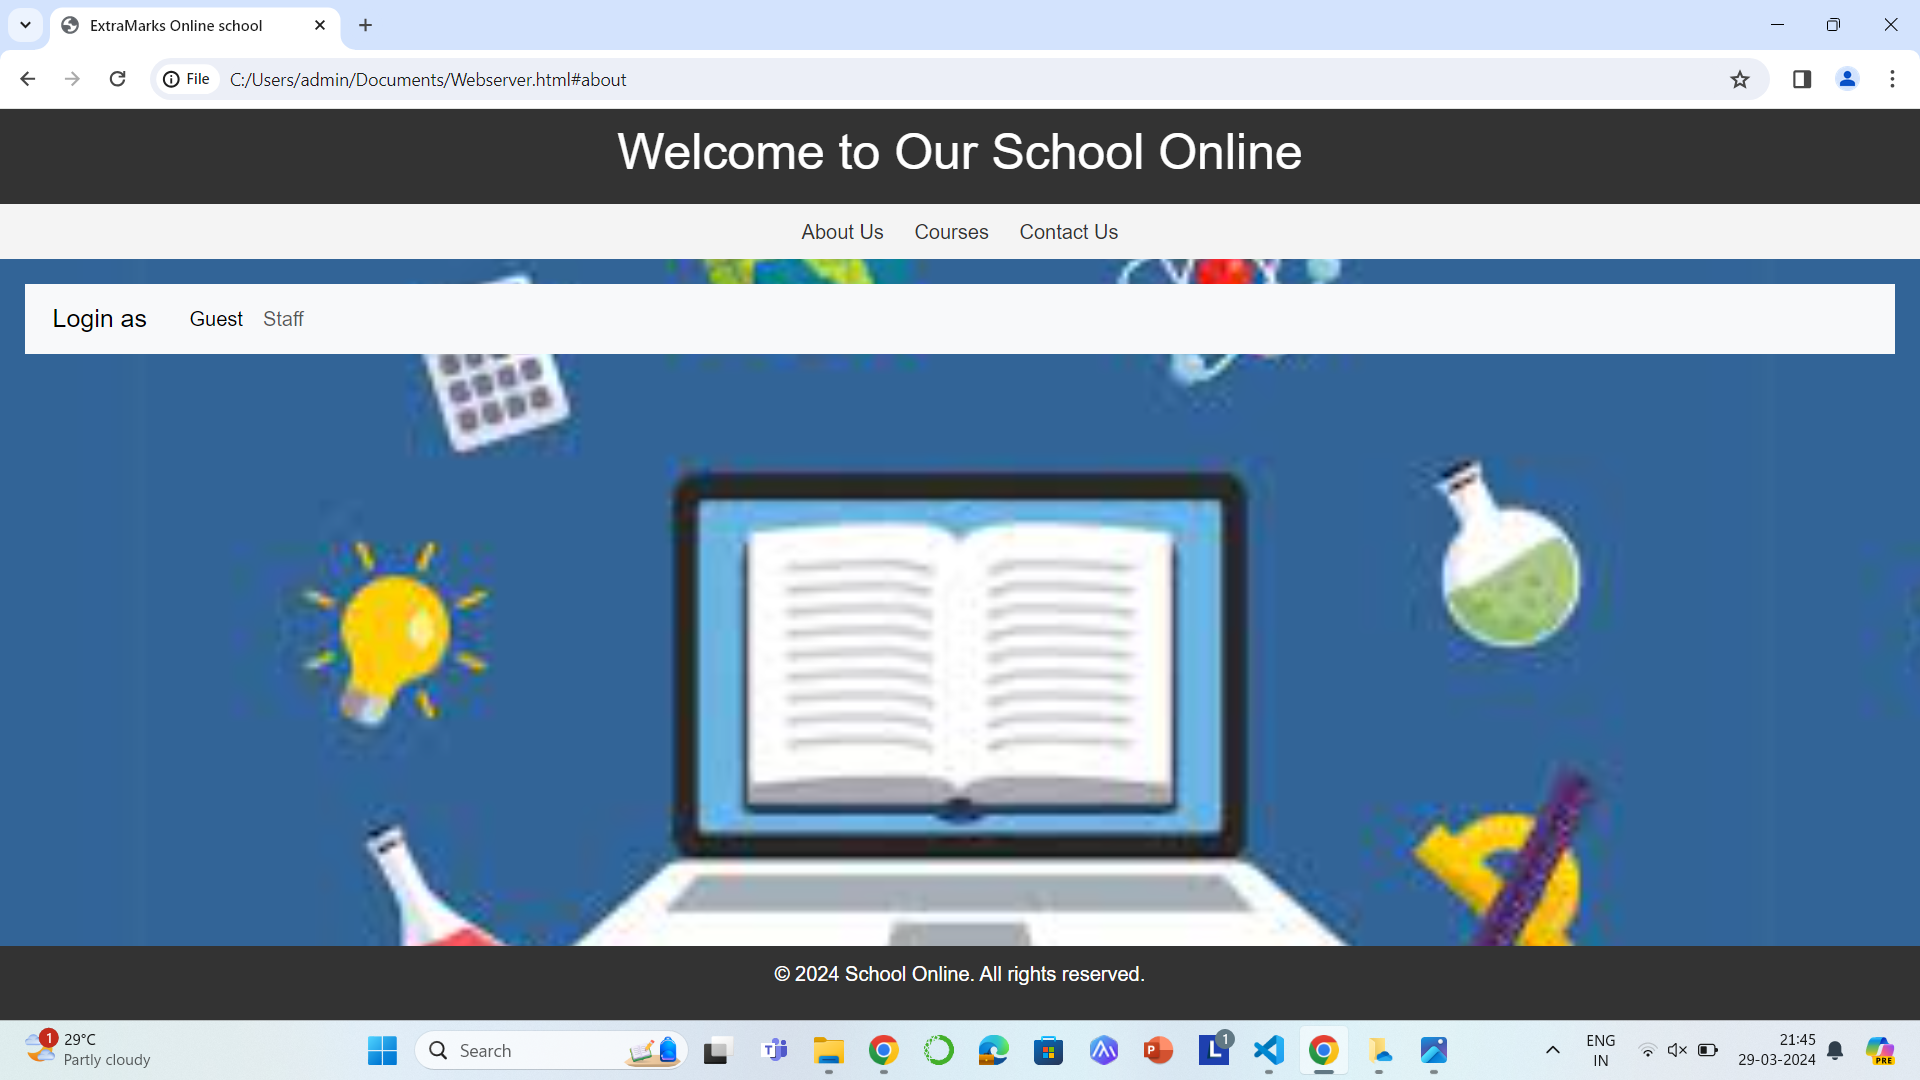 ExtraMarks Online school
File
C:/Users/admin/Documents/Webserver.html#about
Welcome to Our School Online
About Us
Courses
Contact Us
Login as
Guest
Staff
© 2024 School Online. All rights reserved.
1
29°C
Partly cloudy
Search
T
P
L
1
ENG
IN
21:45
29-03-2024
PRE